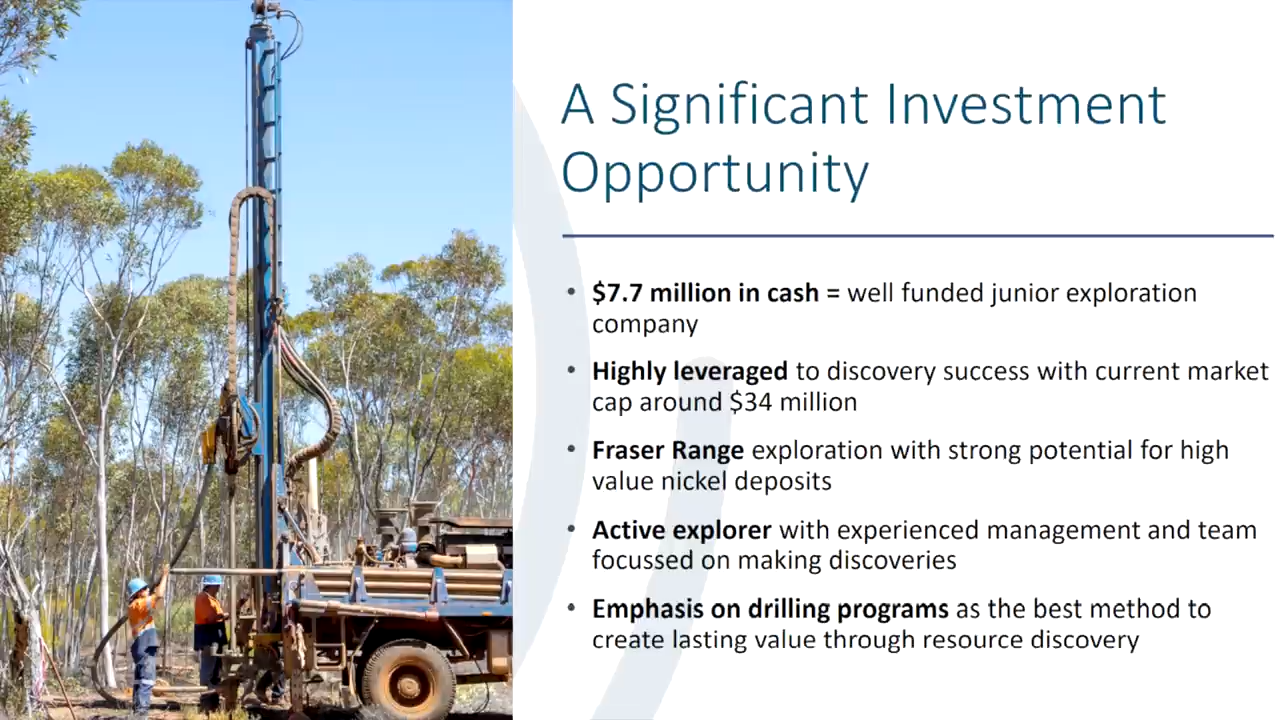 A Significant Investment
Opportunity
• $7.7 million in cash = well funded junior exploration
company
• Highly leveraged to discovery success with current market
cap around $34 million
• Fraser Range exploration with strong potential for high
value nickel deposits
• Active explorer with experienced management and team
focussed on making discoveries
• Emphasis on drilling programs as the best method to
create lasting value through resource discovery